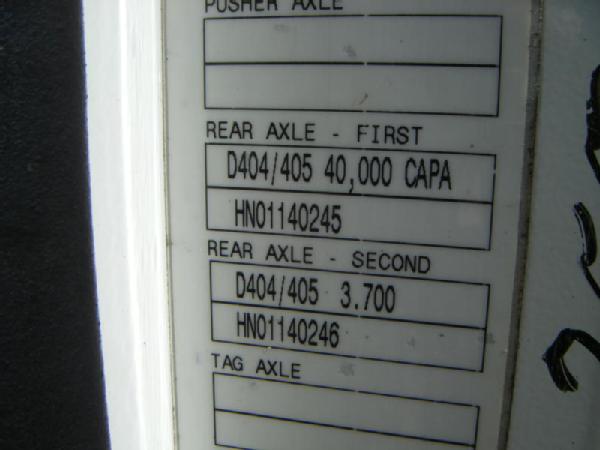 PUSHER AXLE
REAR AXLE - FIRST
D404/405 40,000 CAPA
HN01140245
REAR AXLE - SECOND
D404/405 3.700
HN01140246
TAG AXLE